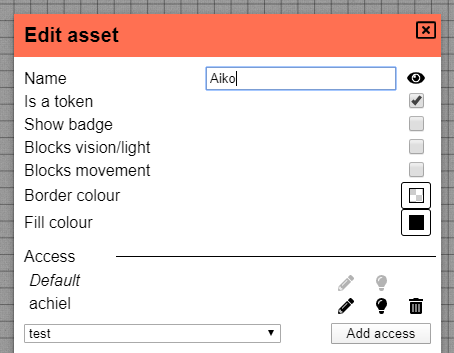 Edit asset
Name Aiko
Is a token
Show badge
Blocks vision/light
Blocks movement
Border colour
Fill colour
Access
Default
achiel
test Add access